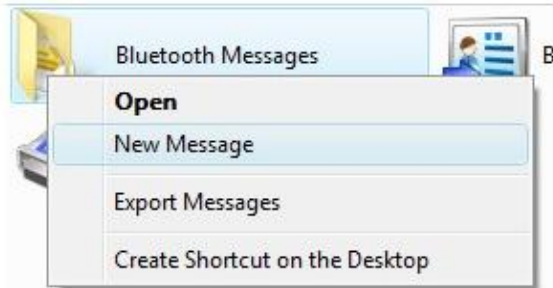 Bluetooth Messages
B
Open
New Message
Export Messages
Create Shortcut on the Desktop